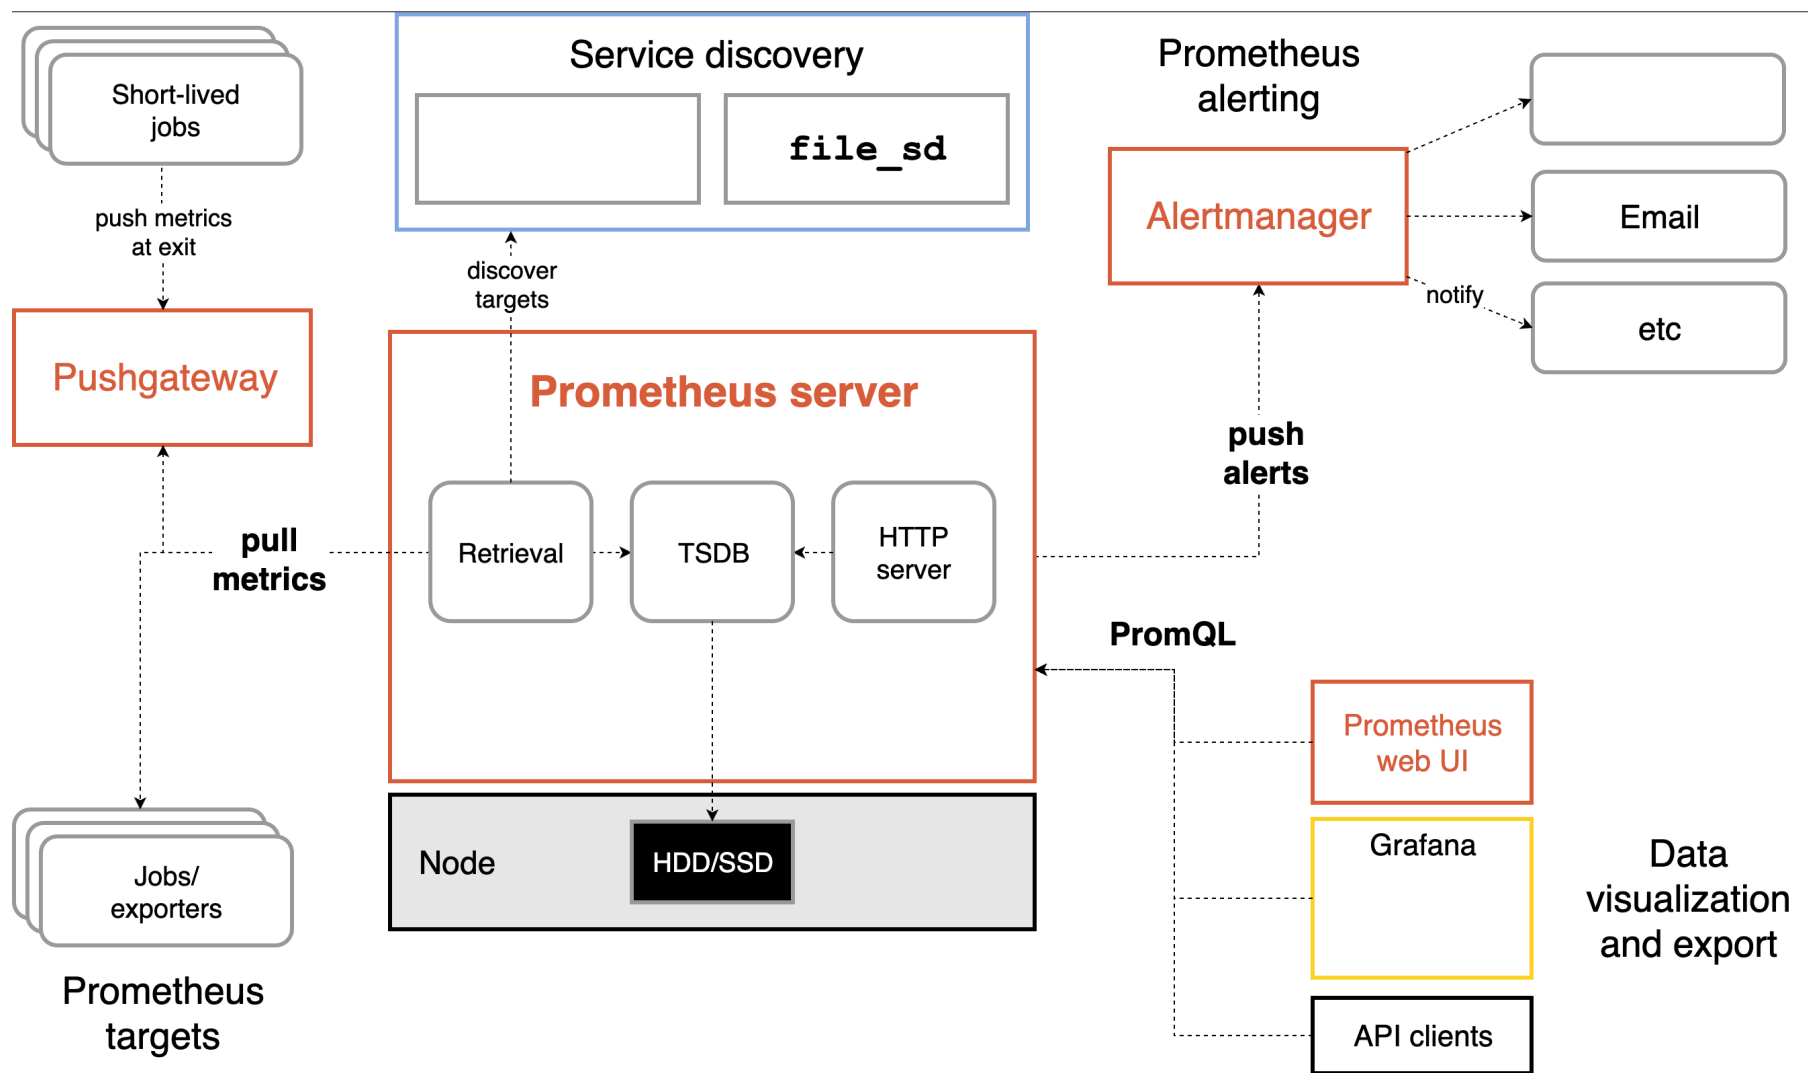 Short-lived
jobs
push metrics
at exit
Pushgateway
pull
metrics
Jobs/
exporters
Prometheus
targets
Service discovery
file_sd
discover
targets
Prometheus server
Retrieval
TSDB
HTTP
server
Node
HDD/SSD
Prometheus
alerting
Alertmanager
Email
notify
etc
push
alerts
PromQL
Prometheus
web UI
Grafana
API clients
Data
visualization
and export